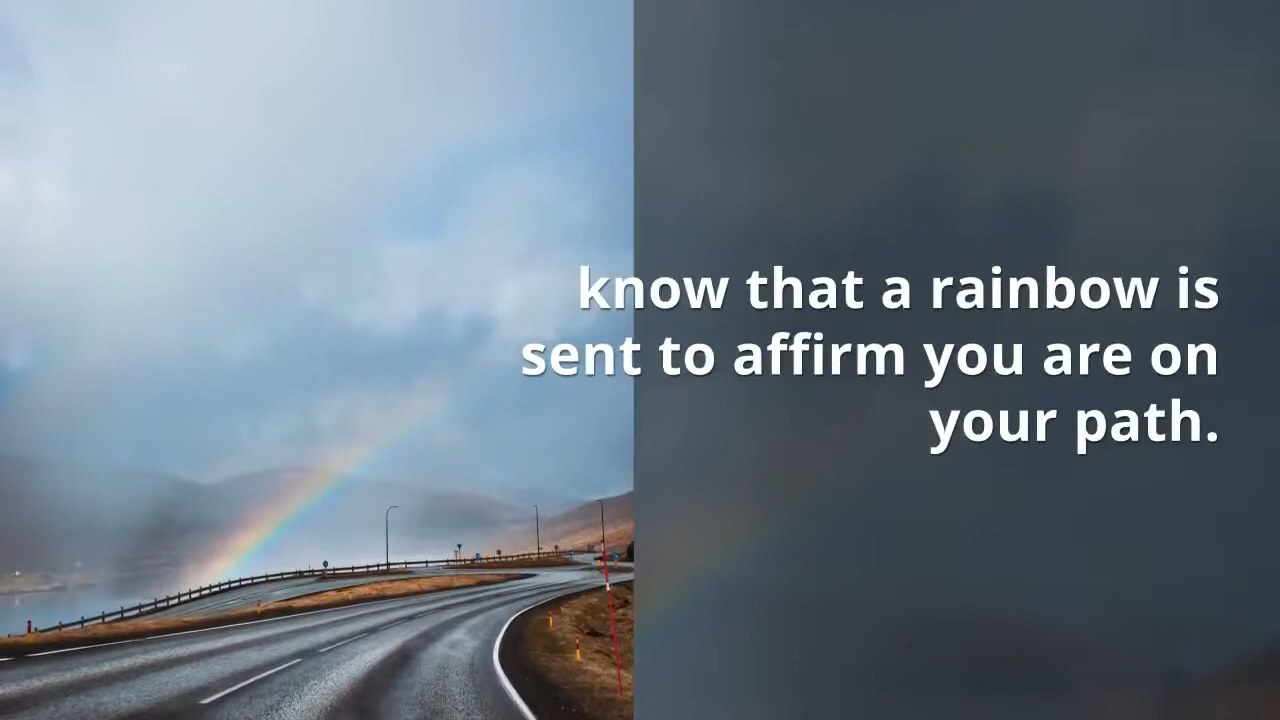 know that a rainbow is
sent to affirm you are on
your path.